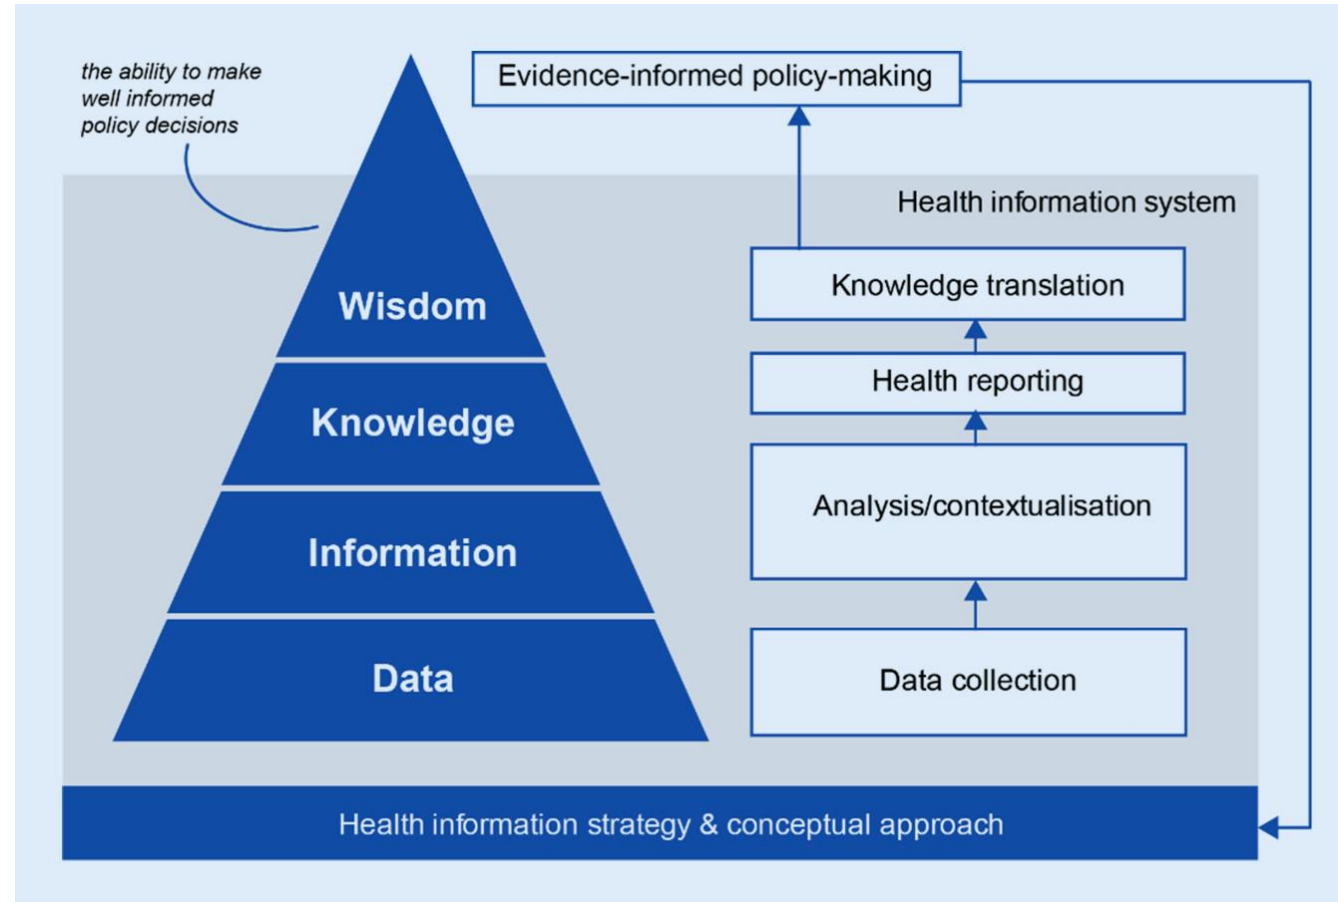 the ability to make
well informed
policy decisions
Evidence-informed policy-making
Health information system
Knowledge translation
Wisdom
Health reporting
Knowledge
Analysis/contextualisation
Information
Data
Data collection
Health information strategy & conceptual approach